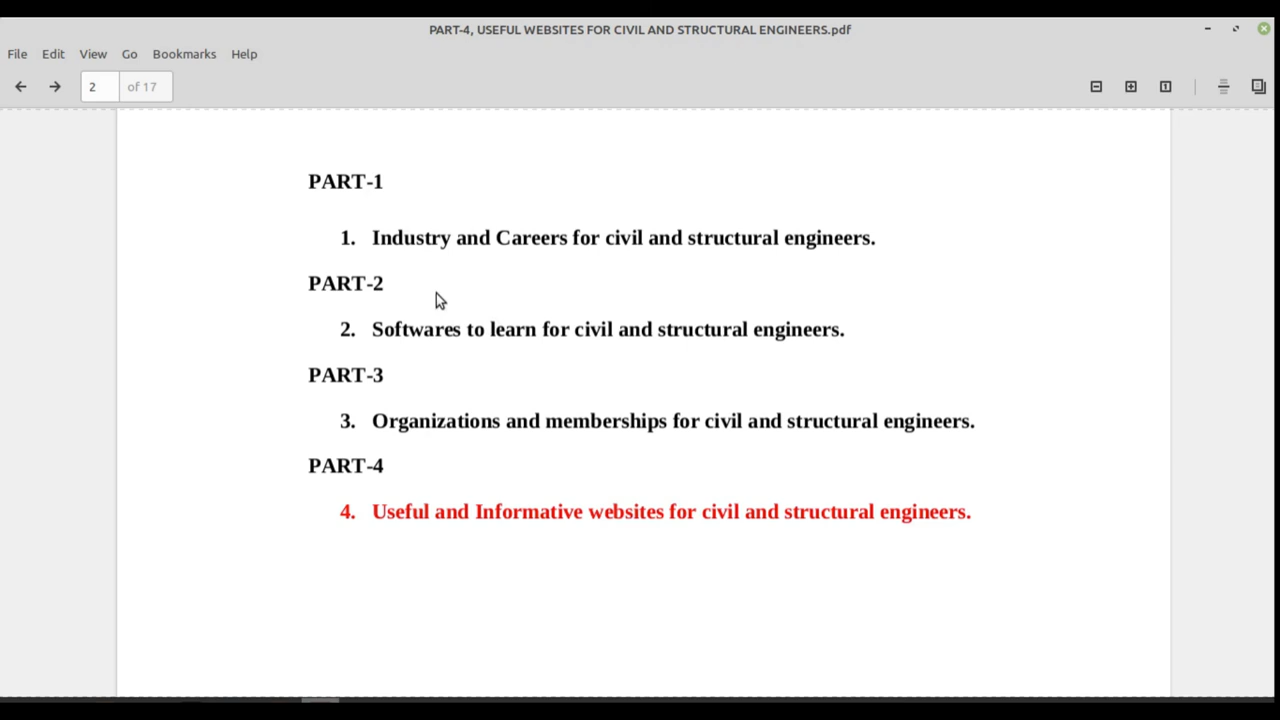 PART-4, USEFUL WEBSITES FOR CIVIL AND STRUCTURAL ENGINEERS.pdf
File Edit View Go Bookmarks Help
2 of 17
PART-1
1. Industry and Careers for civil and structural engineers.
PART-2
2. Softwares to learn for civil and structural engineers.
PART-3
3. Organizations and memberships for civil and structural engineers.
PART-4
4. Useful and Informative websites for civil and structural engineers.